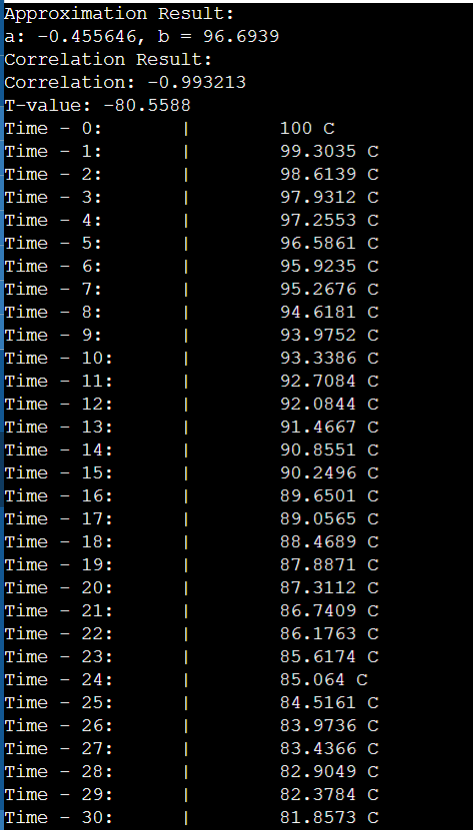 Approximation Result:
a: -0.455646, b = 96.6939
Correlation Result:
Correlation: -0.993213
T-value: -80.5588
Time - 0: | 100 C
Time - 1: | 99.3035 C
Time - 2: | 98.6139 C
Time - 3: | 97.9312 C
Time - 4: | 97.2553 C
Time - 5: | 96.5861 C
Time - 6: | 95.9235 C
Time - 7: | 95.2676 C
Time - 8: | 94.6181 C
Time - 9: | 93.9752 C
Time - 10: | 93.3386 C
Time - 11: | 92.7084 C
Time - 12: | 92.0844 C
Time - 13: | 91.4667 C
Time - 14: | 90.8551 C
Time - 15: | 90.2496 C
Time - 16: | 89.6501 C
Time - 17: | 89.0565 C
Time - 18: | 88.4689 C
Time - 19: | 87.8871 C
Time - 20: | 87.3112 C
Time - 21: | 86.7409 C
Time - 22: | 86.1763 C
Time - 23: | 85.6174 C
Time - 24: | 85.064 C
Time - 25: | 84.5161 C
Time - 26: | 83.9736 C
Time - 27: | 83.4366 C
Time - 28: | 82.9049 C
Time - 29: | 82.3784 C
Time - 30: | 81.8573 C